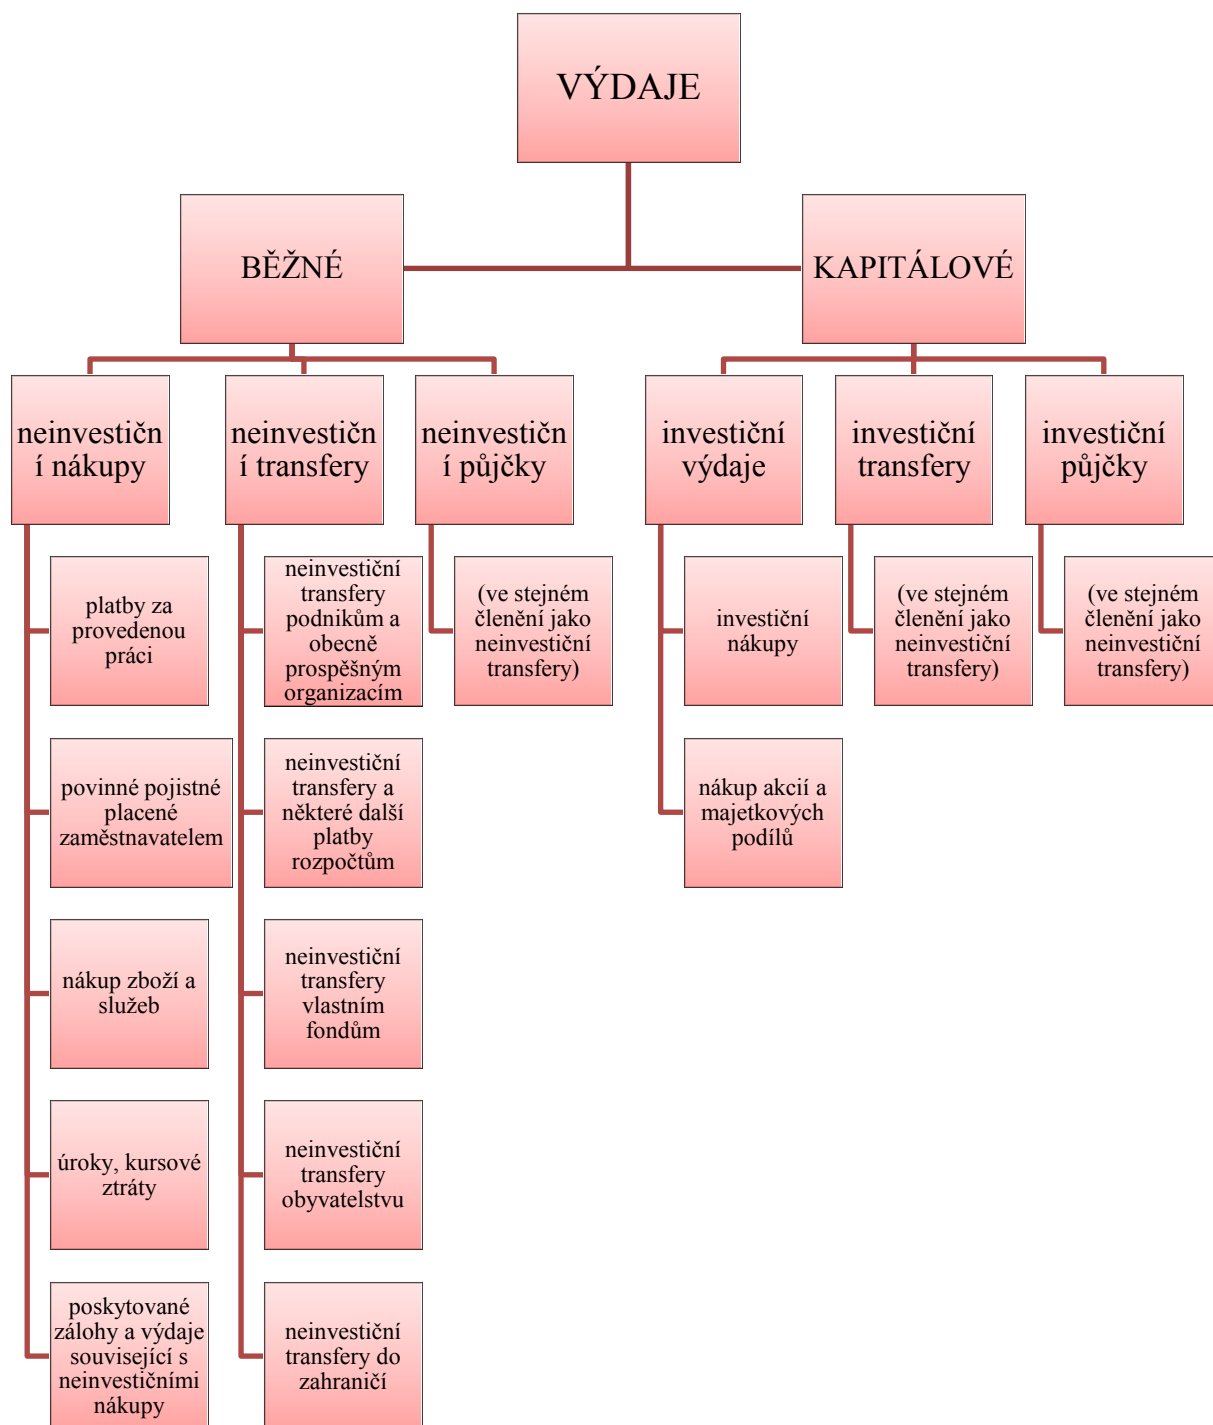 VÝDAJE
BĚŽNÉ
KAPITÁLOVÉ
neinvestičn
í nákupy
neinvestičn
í transfery
neinvestičn
í půjčky
investiční
výdaje
investiční
transfery
investiční
půjčky
platby za
provedenou
práci
neinvestiční
transfery
podnikům a
obecně
prospěšným
organizacím
(ve stejném
členění jako
neinvestiční
transfery)
investiční
nákupy
(ve stejném
členění jako
neinvestiční
transfery)
(ve stejném
členění jako
neinvestiční
transfery)
povinné pojistné
placené
zaměstnavatelem
neinvestiční
transfery a
některé další
platby
rozpočtům
nákup akcií a
majetkových
podílů
nákup zboží a
služeb
neinvestiční
transfery
vlastním
fondům
úroky, kursové
ztráty
neinvestiční
transfery
obyvatelstvu
poskytované
zálohy a výdaje
související s
neinvestičními
nákupy
neinvestiční
transfery do
zahraničí